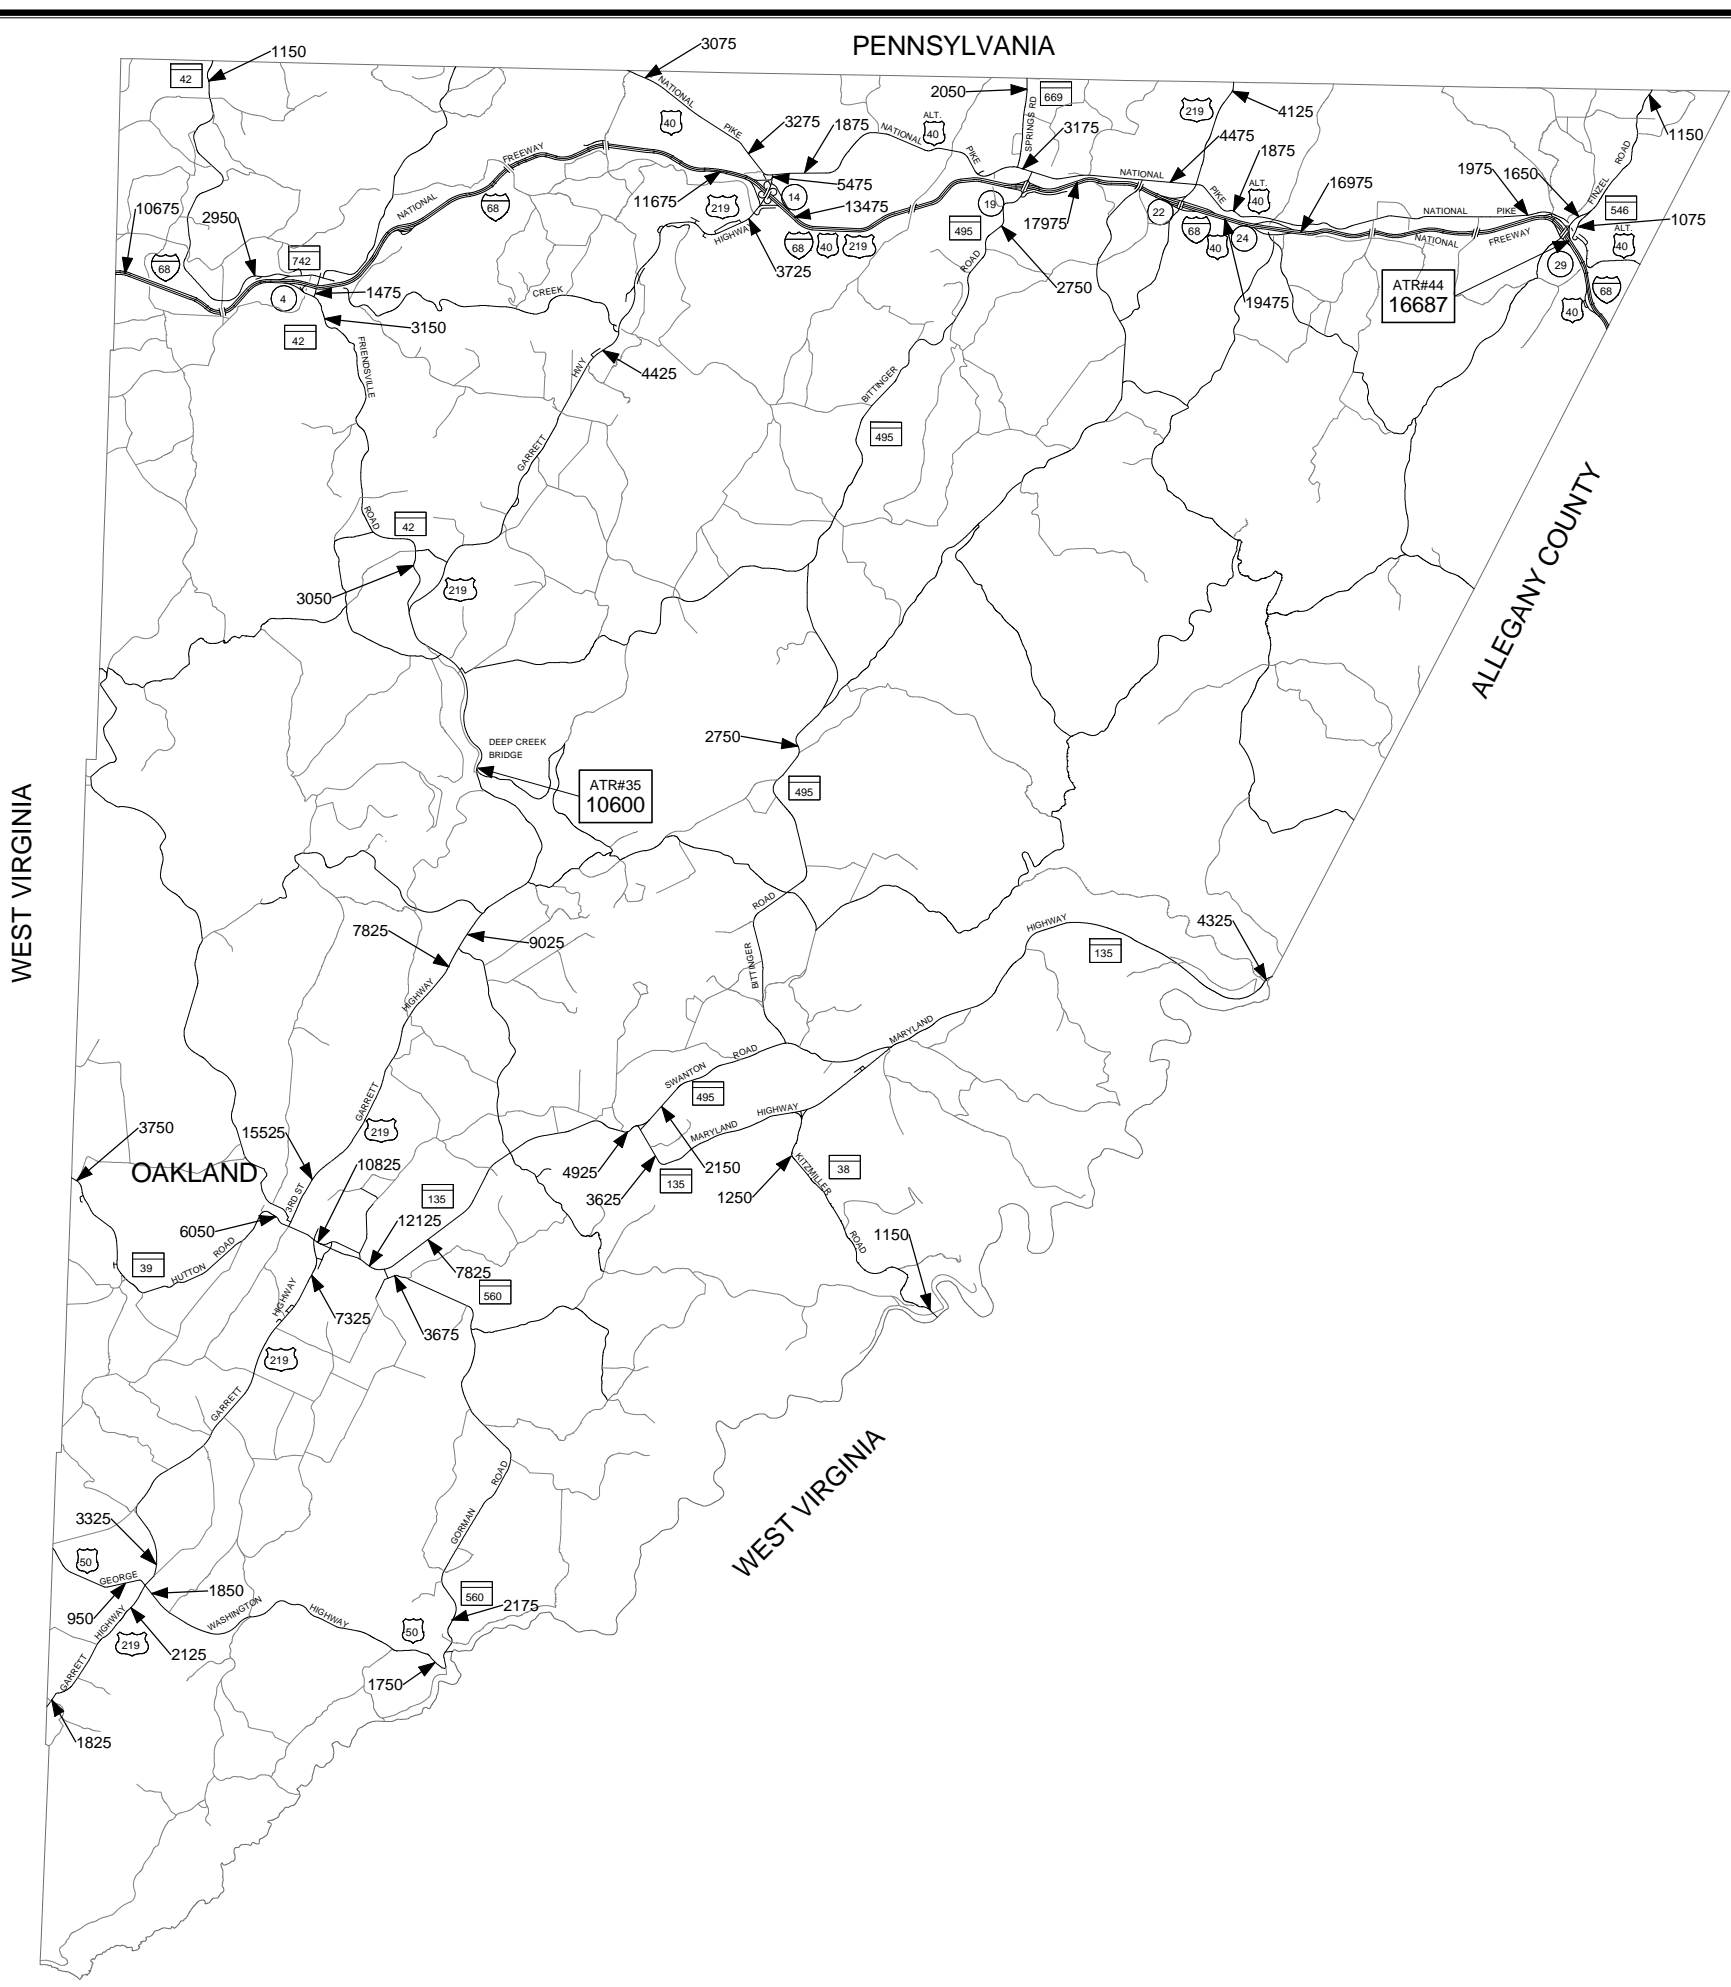 PENNSYLVANIA
3075
1150
42
NATIONAL
2050
669
219
4125
1150
40
PIKE
3275
1875
NATIONAL
ALT.
40
SPRINGS RD
3175
4475
ROAD
FREEWAY
PIKE
1875
1975
1650
FINZEL
NATIONAL
5475
11675
14
NATIONAL
PIKE
ALT.
40
16975
10675
2950
68
219
13475
19
22
NATIONAL
PIKE
546
1075
HIGHWAY
68
40
219
495
17975
68
40
24
NATIONAL
FREEWAY
ALT.
40
742
68
3725
ROAD
29
4
1475
CREEK
2750
19475
ATR#44
16687
68
40
3150
42
FRIENDSVILLE
HWY
4425
BITTINGER
495
GARRETT
ROAD
42
ALLEGANY COUNTY
3050
219
2750
DEEP CREEK
BRIDGE
ATR#35
10600
495
WEST VIRGINIA
ROAD
7825
9025
HIGHWAY
4325
135
BITTINGER
HIGHWAY
MARYLAND
SWANTON
ROAD
495
GARRETT
219
HIGHWAY
MARYLAND
3750
15525
OAKLAND
10825
4925
2150
KITZMILLER
38
3RD ST
135
3625
135
1250
6050
12125
ROAD
1150
HUTTON
ROAD
39
7825
560
HIGHWAY
7325
3675
219
GARRETT
WEST VIRGINIA
ROAD
GORMAN
3325
50
GEORGE
1850
560
950
HIGHWAY
WASHINGTON
HIGHWAY
2175
219
2125
50
GARRETT
1750
1825